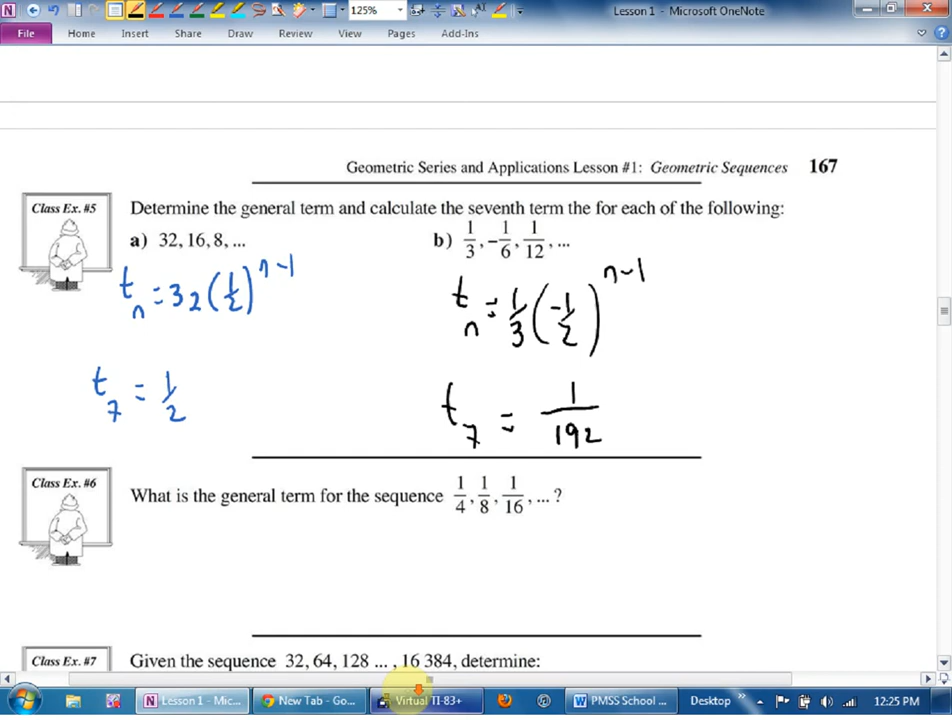 125%
Lesson 1 - Microsoft OneNote
File Home Insert Share Draw Review View Pages Add-Ins
Geometric Series and Applications Lesson #1: Geometric Sequences 167
Class Ex. #5
Determine the general term and calculate the seventh term the for each of the following:
a) 32, 16, 8, ...
b) 1/3, -1/6, 1/12, ...
t_n = 32(1/2)^n-1
t_n = 1/3(-1/2)^n-1
t_7 = 1/2
t_7 = 1/192
Class Ex. #6
What is the general term for the sequence 1/4, 1/8, 1/16, ... ?
Class Ex. #7
Given the sequence 32, 64, 128 ... , 16 384, determine:
Lesson 1 - Mic... New Tab - Go... Virtual TI-83+ PMSS School ... Desktop 12:25 PM